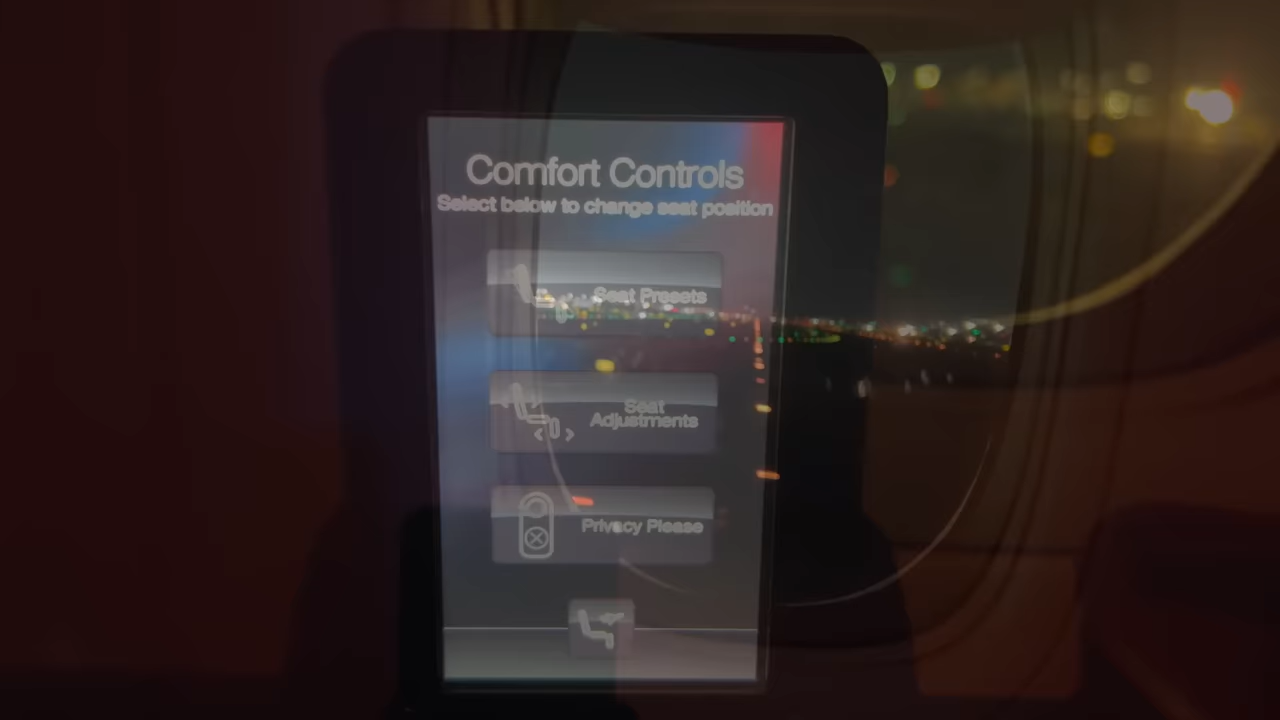 Comfort Controls
Select below to change seat position
Seat Presets
Seat
Adjustments
Privacy Please